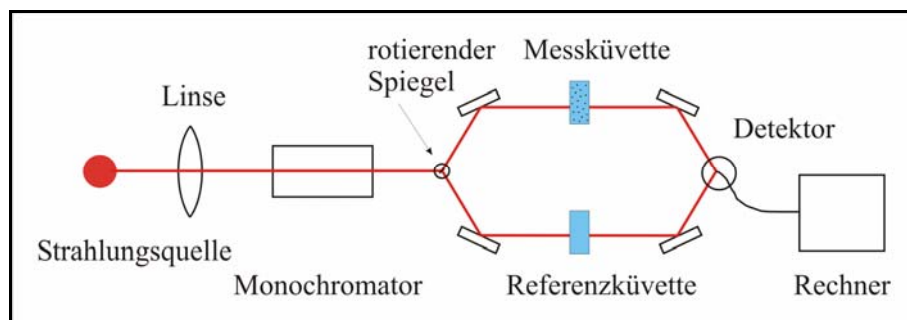 rotierender
Spiegel
Messküvette
Linse
Detektor
Strahlungsquelle
Monochromator
Referenzküvette
Rechner